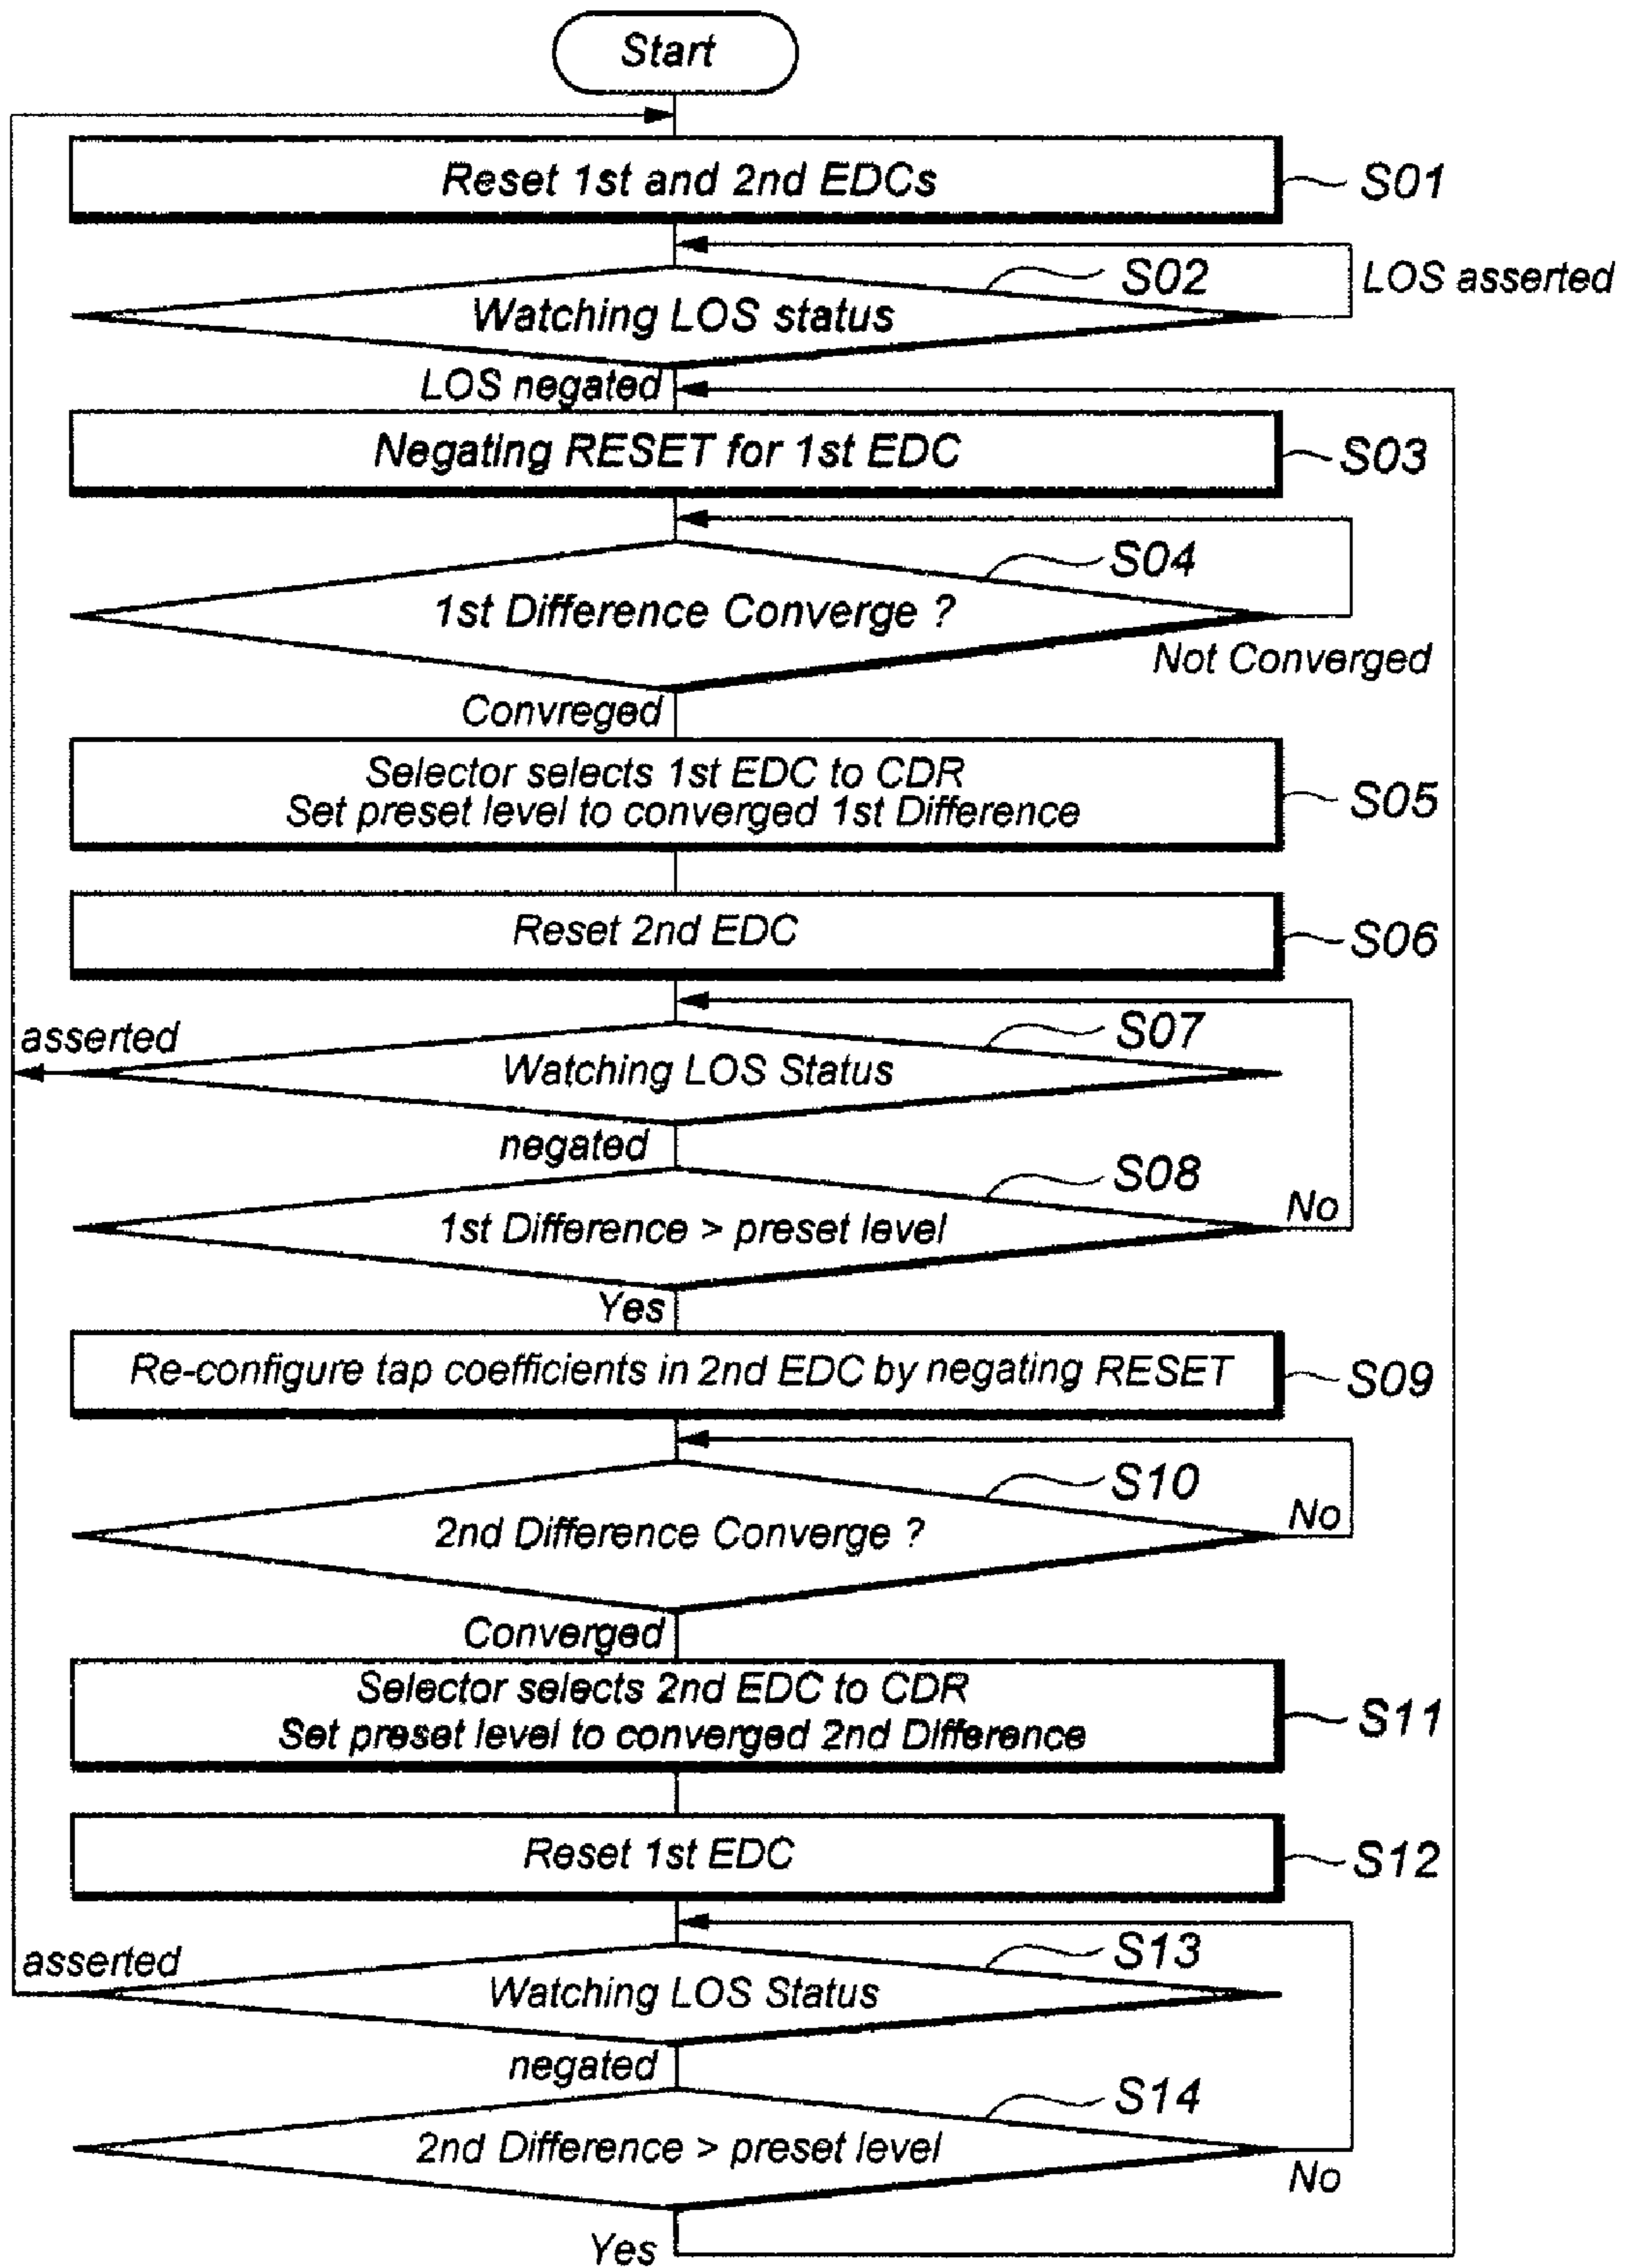 Start
Reset 1st and 2nd EDCs
S01
S02
LOS asserted
Watching LOS status
LOS negated
Negating RESET for 1st EDC
S03
S04
1st Difference Converge ?
Not Converged
Convreged
Selector selects 1st EDC to CDR
Set preset level to converged 1st Difference
S05
Reset 2nd EDC
S06
asserted
S07
Watching LOS Status
negated
S08
1st Difference > preset level
No
Yes
Re-configure tap coefficients in 2nd EDC by negating RESET
S09
S10
2nd Difference Converge ?
No
Converged
Selector selects 2nd EDC to CDR
Set preset level to converged 2nd Difference
S11
Reset 1st EDC
S12
asserted
S13
Watching LOS Status
negated
S14
2nd Difference > preset level
No
Yes